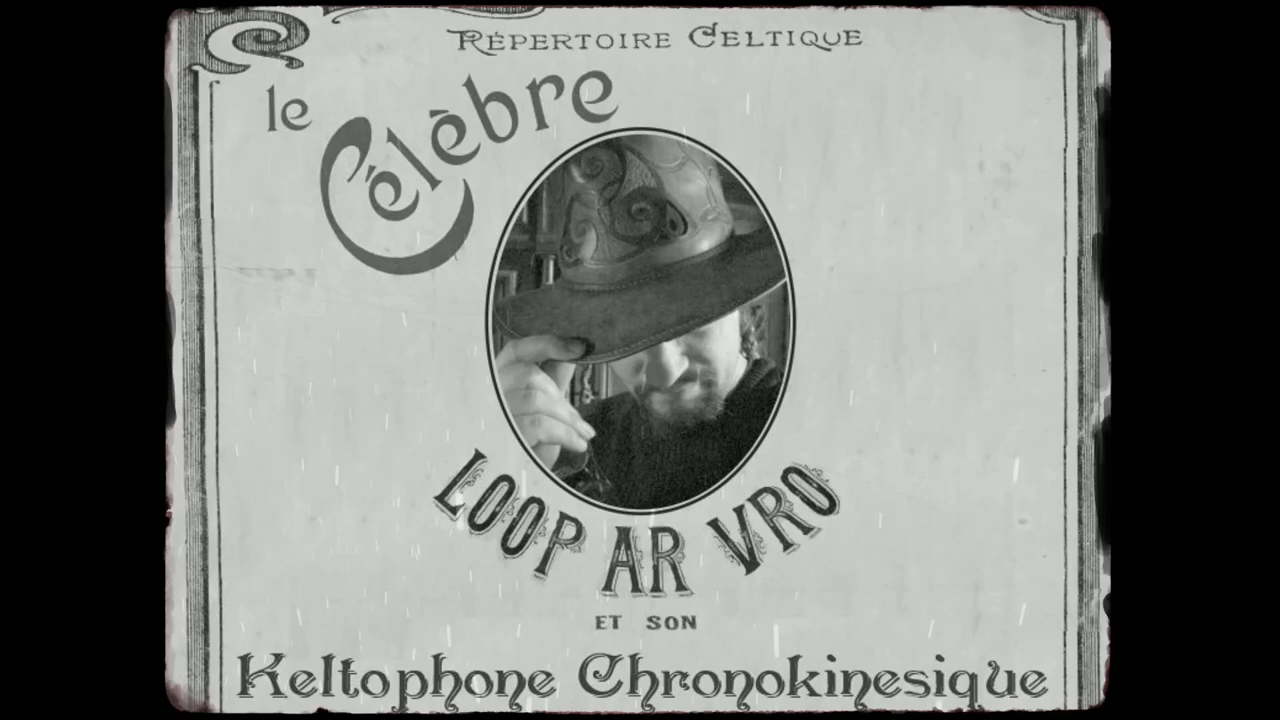 RÉPERTOIRE CELTIQUE
le
Célèbre
LOOP AR VRO
ET SON
Keltophone Chronokinesique